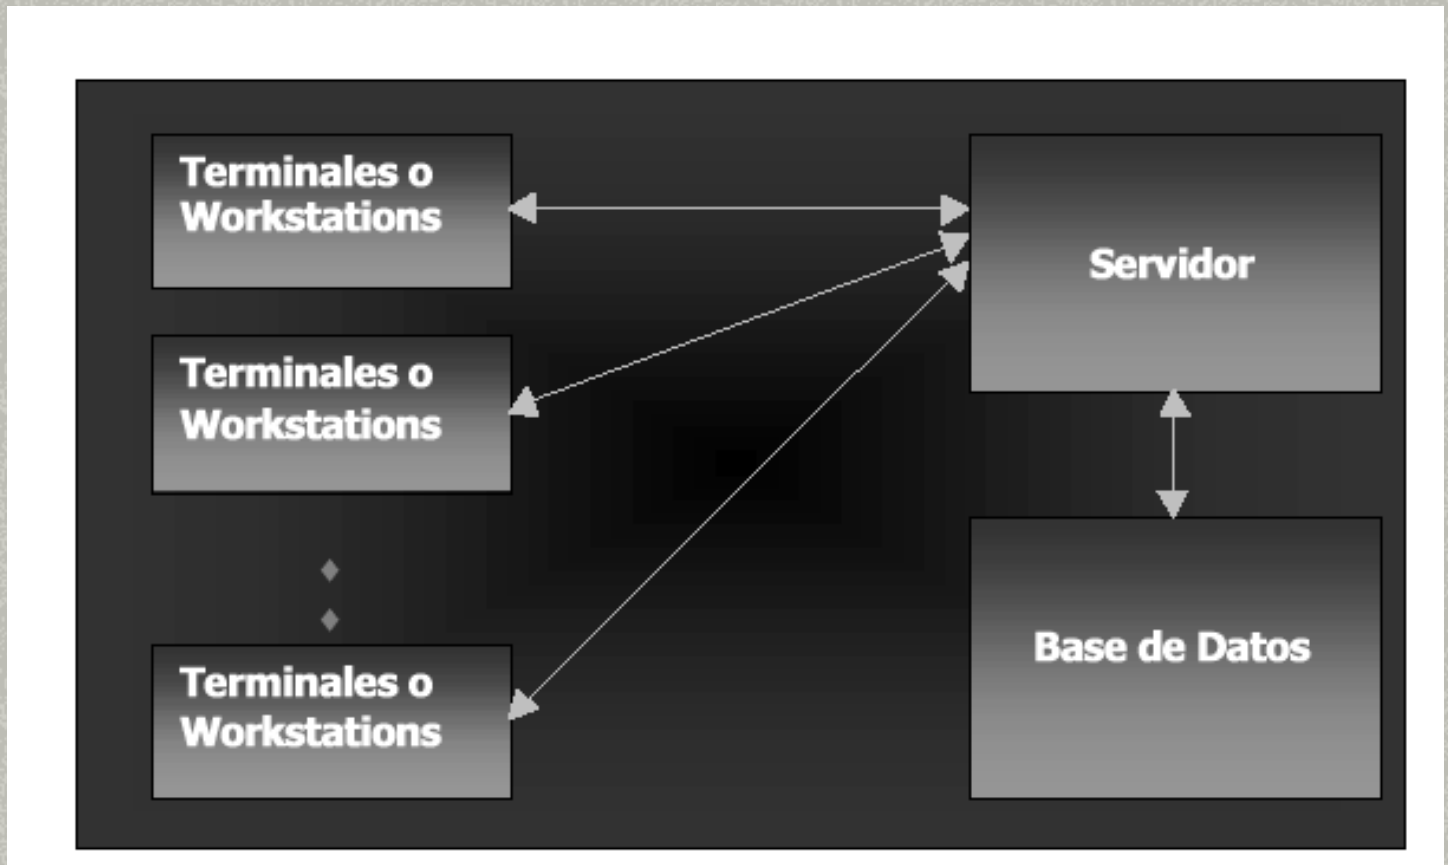 Terminales o
Workstations
Servidor
Terminales o
Workstations
Base de Datos
Terminales o
Workstations